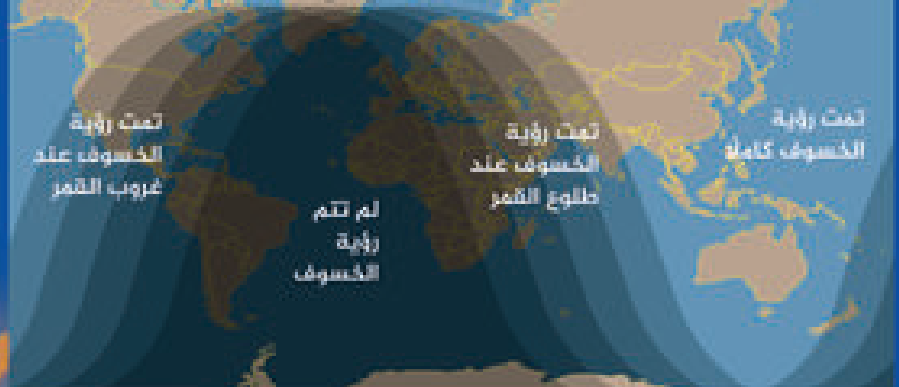 تمت رؤية
الخسوف كاملًا
تمت رؤية
الخسوف عند
طلوع القمر
لم تتم
رؤية
الخسوف
تمت رؤية
الخسوف عند
غروب القمر